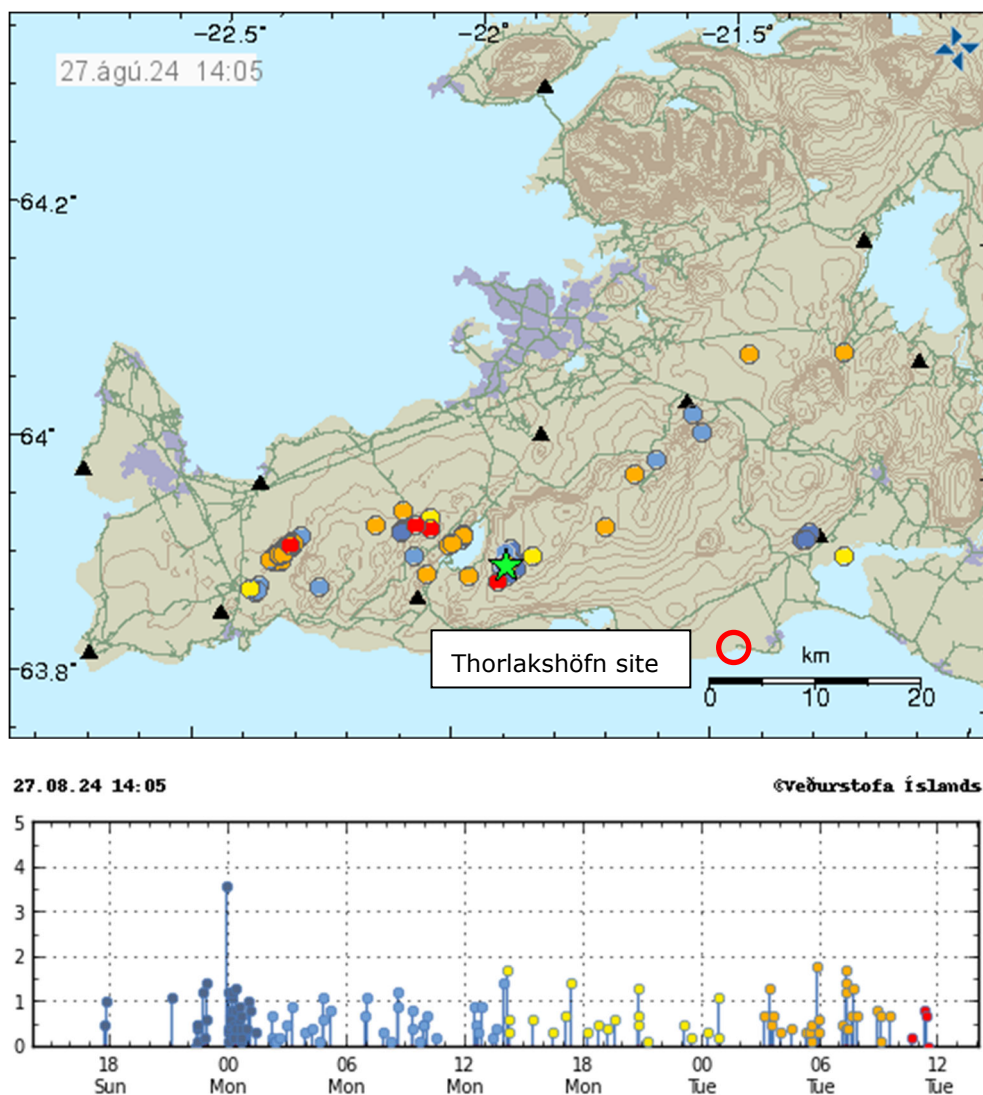 -22.5° -22° -21.5°
27.ágú.24 14:05
64.2°
64°
63.8°
Thorlakshöfn site
km
0 10 20
27.08.24 14:05 ©Veðurstofa Íslands
5
4
3
2
1
0
18 00 06 12 18 00 06 12
Sun Mon Mon Mon Mon Tue Tue Tue